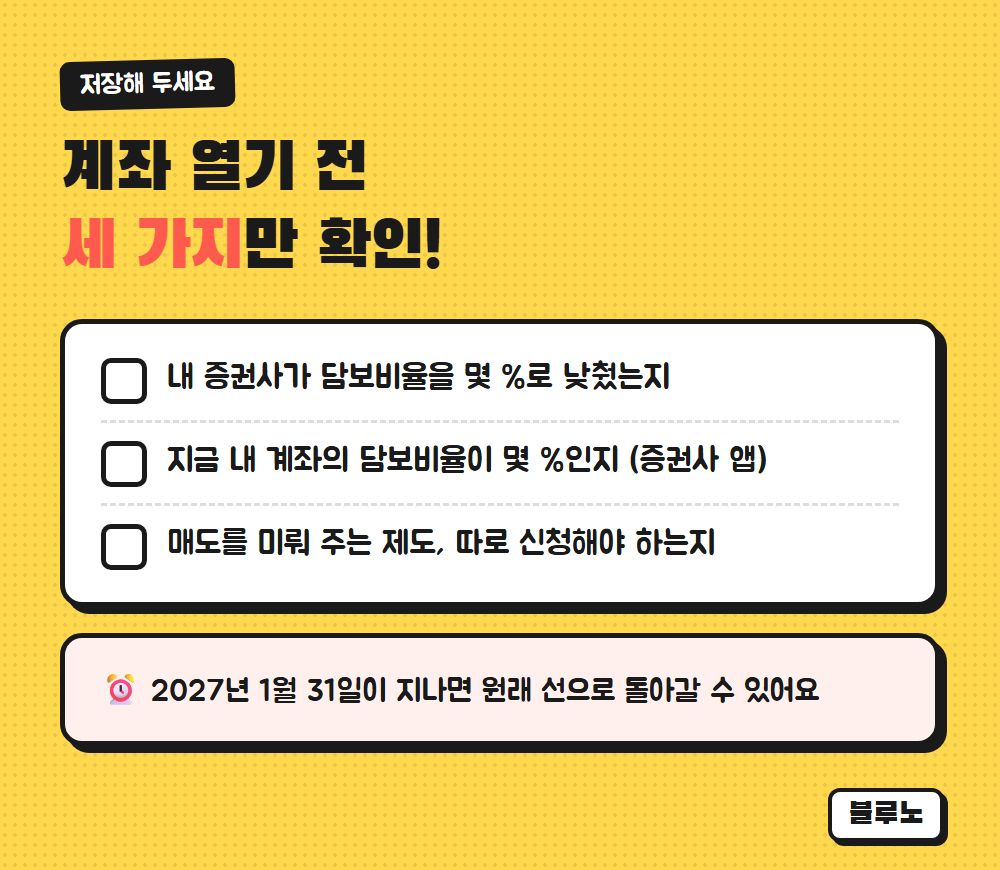 저장해 두세요
계좌 열기 전
세 가지만 확인!
내 증권사가 담보비율을 몇 %로 낮췄는지
지금 내 계좌의 담보비율이 몇 %인지 (증권사 앱)
매도를 미뤄 주는 제도, 따로 신청해야 하는지
2027년 1월 31일이 지나면 원래 선으로 돌아갈 수 있어요
블루노